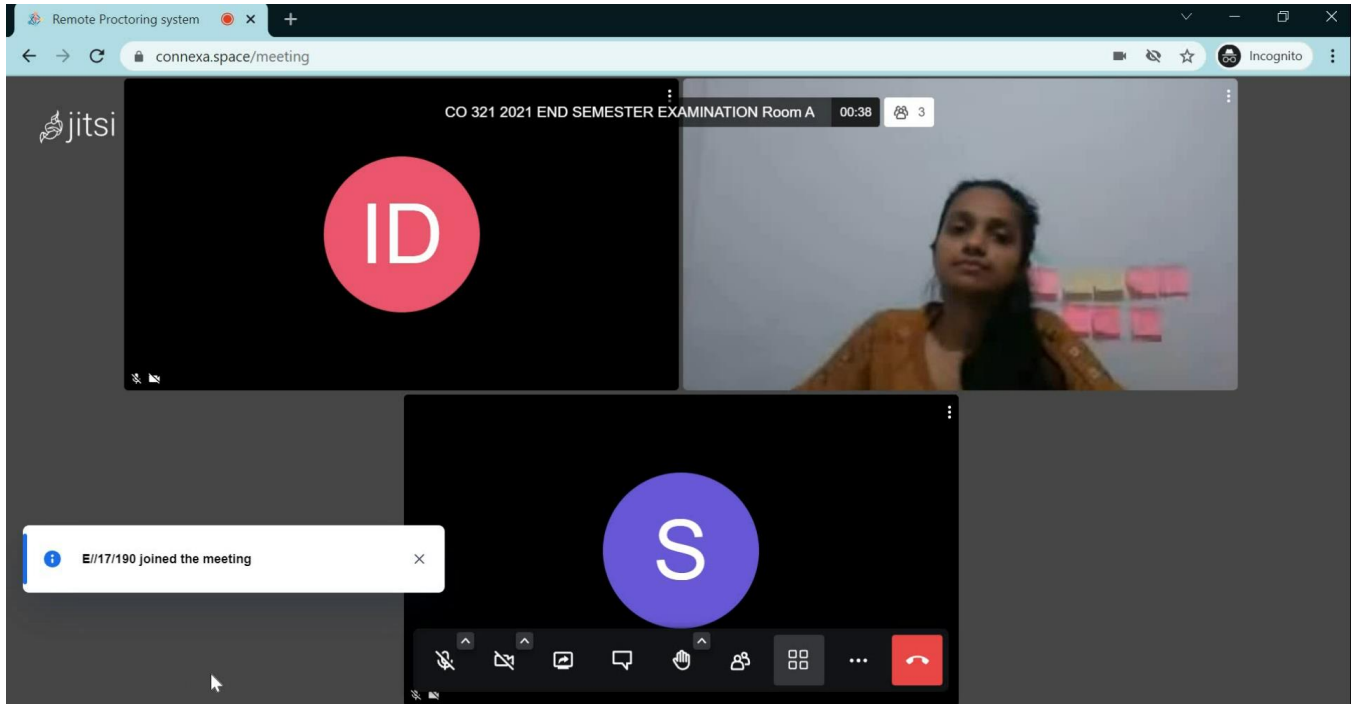 Remote Proctoring system
connexa.space/meeting
Incognito
jitsi
CO 321 2021 END SEMESTER EXAMINATION Room A 00:38 3
ID
S
E//17/190 joined the meeting